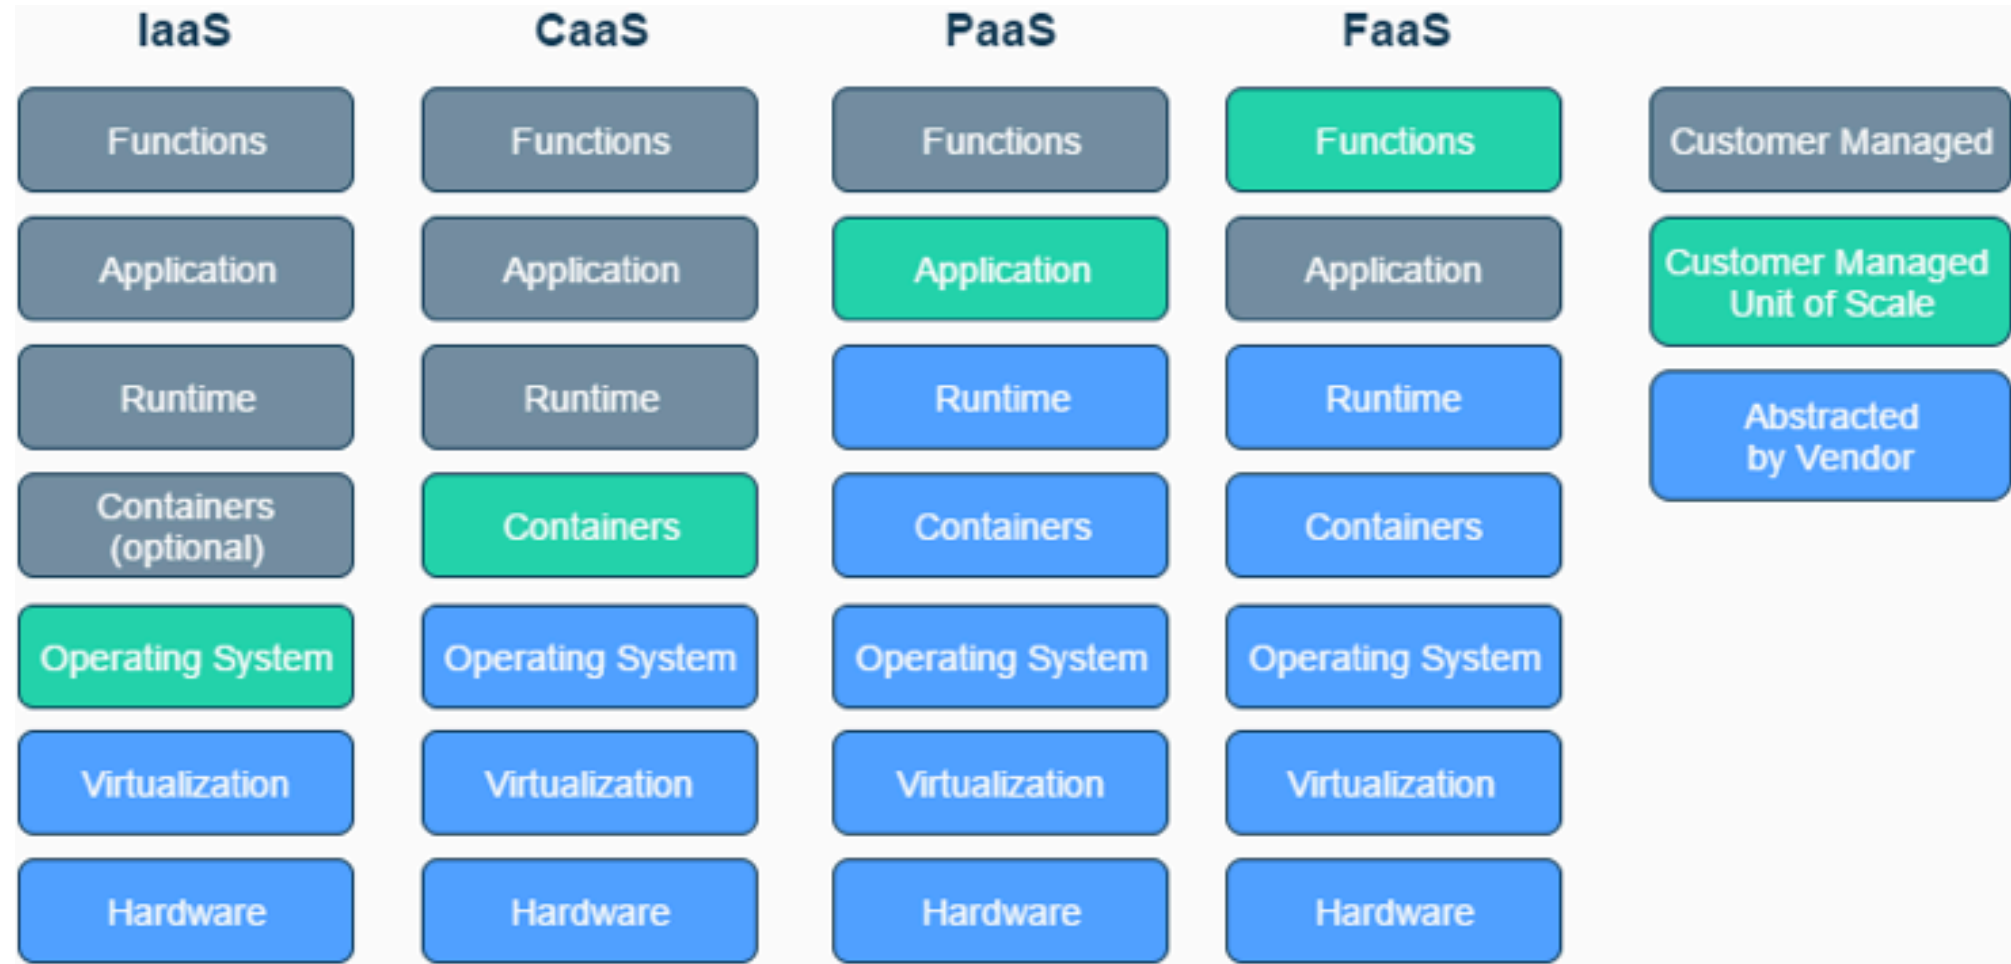 IaaS CaaS PaaS FaaS
Functions Functions Functions Functions Customer Managed
Application Application Application Application Customer Managed
Unit of Scale
Runtime Runtime Runtime Runtime Abstracted
by Vendor
Containers
(optional) Containers Containers Containers
Operating System Operating System Operating System Operating System
Virtualization Virtualization Virtualization Virtualization
Hardware Hardware Hardware Hardware